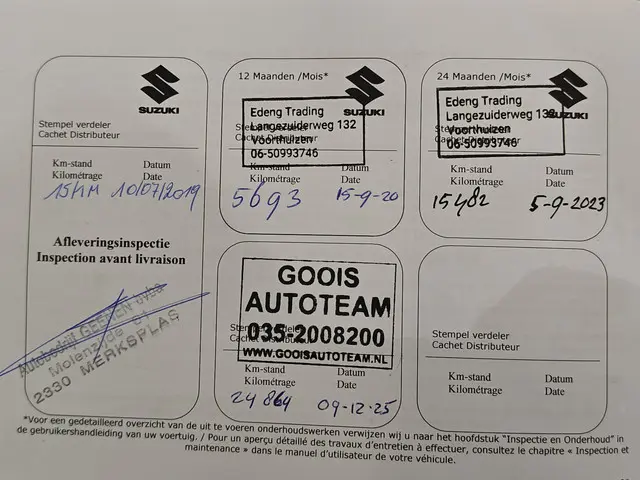 SUZUKI
Stempel verdeler
Cachet Distributeur
Km-stand Datum
Kilométrage Date
15KM 10/07/2019
Afleveringsinspectie
Inspection avant livraison
Autobedrijf GEEREN bvba
Molenzijde 61
2330 MERKSPLAS
12 Maanden /Mois*
SUZUKI
Edeng Trading
Langezuiderweg 132
Stempel verdeler
Voorthuizen
Cachet Distributeur
06-50993746
Km-stand Datum
Kilométrage Date
5693 15-9-20
24 Maanden /Mois*
SUZUKI
Edeng Trading
Langezuiderweg 132
Stempel verdeler
Voorthuizen
Cachet Distributeur
06-50993746
Km-stand Datum
Kilométrage Date
15482 5-9-2023
GOOIS
AUTOTEAM
035-2008200
Stempel verdeler
Cachet Distributeur
WWW.GOOISAUTOTEAM.NL
Km-stand Datum
Kilométrage Date
24864 09-12-25
Stempel verdeler
Cachet Distributeur
Km-stand Datum
Kilométrage Date
*Voor een gedetailleerd overzicht van de uit te voeren onderhoudswerken verwijzen wij u naar het hoofdstuk "Inspectie en Onderhoud" in
de gebruikershandleiding van uw voertuig. / Pour un aperçu détaillé des travaux d'entretien à effectuer, consultez le chapitre « Inspection et
maintenance » dans le manuel d'utilisateur de votre véhicule.